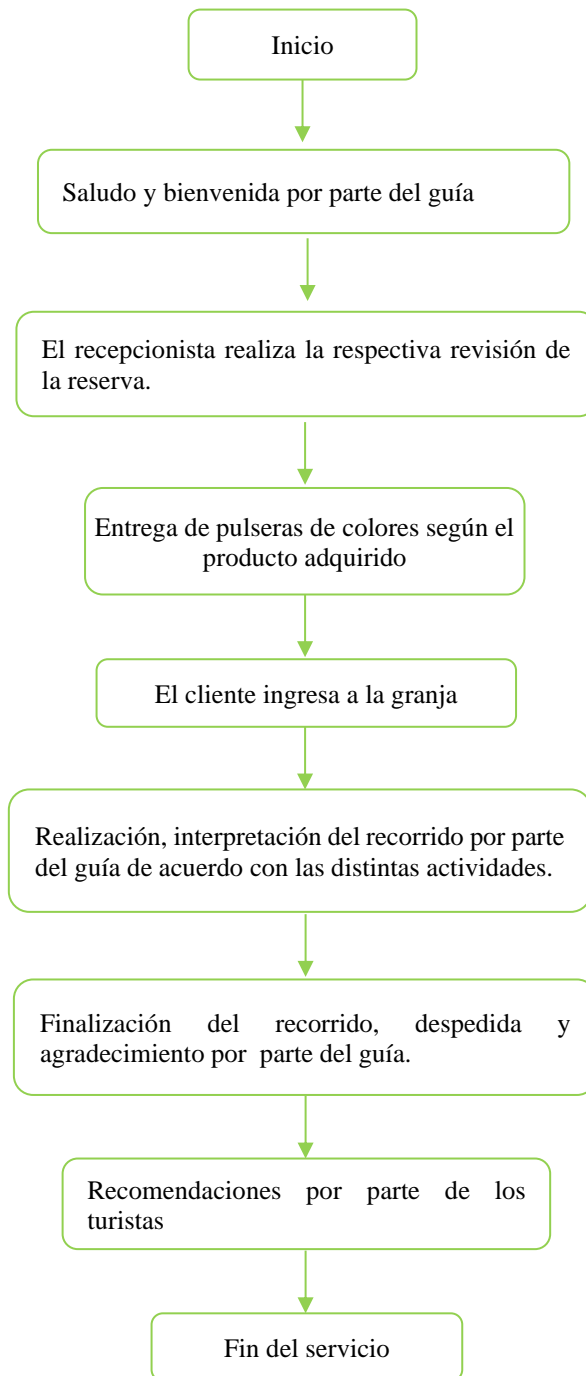 Inicio
Saludo y bienvenida por parte del guía
El recepcionista realiza la respectiva revisión de
la reserva.
Entrega de pulseras de colores según el
producto adquirido
El cliente ingresa a la granja
Realización, interpretación del recorrido por parte
del guía de acuerdo con las distintas actividades.
Finalización del recorrido, despedida y
agradecimiento por parte del guía.
Recomendaciones por parte de los
turistas
Fin del servicio